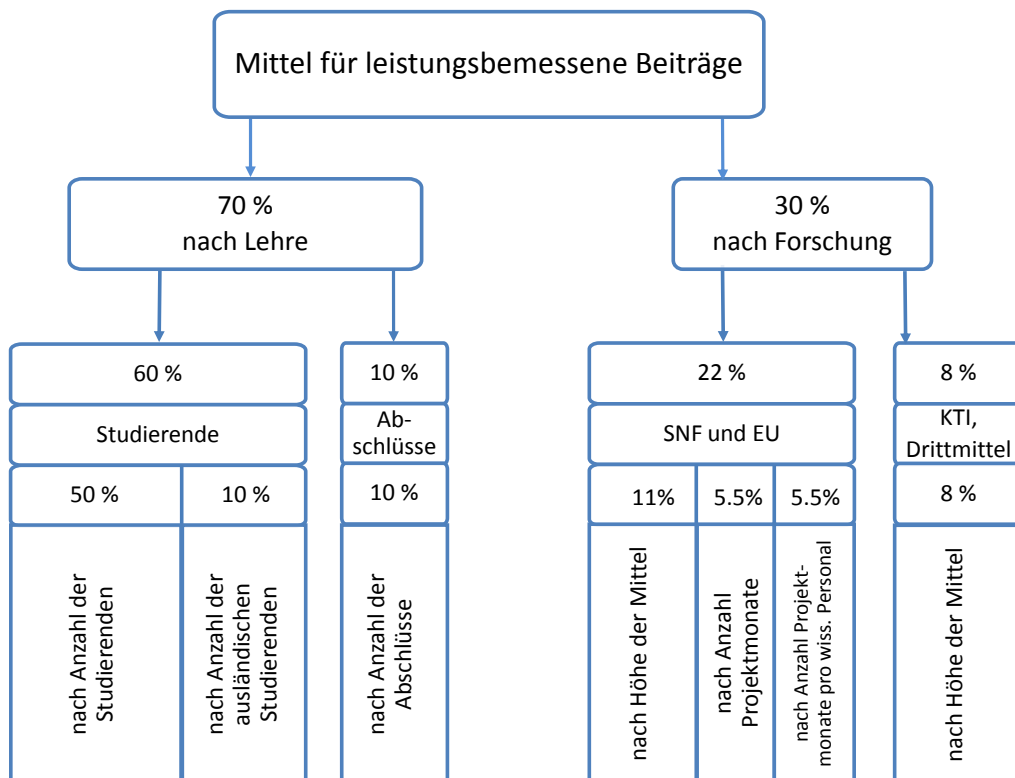 Mittel für leistungsbemessene Beiträge
70 %
nach Lehre
30 %
nach Forschung
60 %
10 %
22 %
8 %
Studierende
Ab-
schlüsse
SNF und EU
KTI,
Drittmittel
50 %
10 %
10 %
11%
5.5%
5.5%
8 %
nach Anzahl der
Studierenden
nach Anzahl der
ausländischen
Studierenden
nach Anzahl der
Abschlüsse
nach Höhe der Mittel
nach Anzahl
Projektmonate
nach Anzahl Projekt-
monate pro wiss. Personal
nach Höhe der Mittel